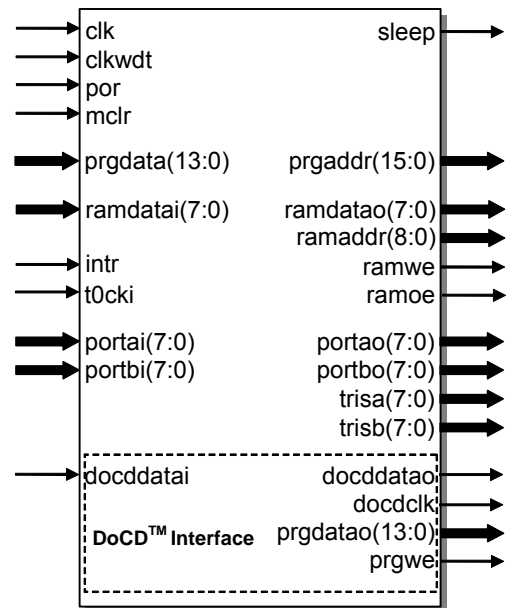 clk sleep
clkwdt
por
mclr
prgdata(13:0) prgaddr(15:0)
ramdatai(7:0) ramdatao(7:0)
ramaddr(8:0)
intr ramwe
t0cki ramoe
portai(7:0) portao(7:0)
portbi(7:0) portbo(7:0)
trisa(7:0)
trisb(7:0)
docddatai docddatao
docdclk
DoCD™ Interface prgdatao(13:0)
prgwe